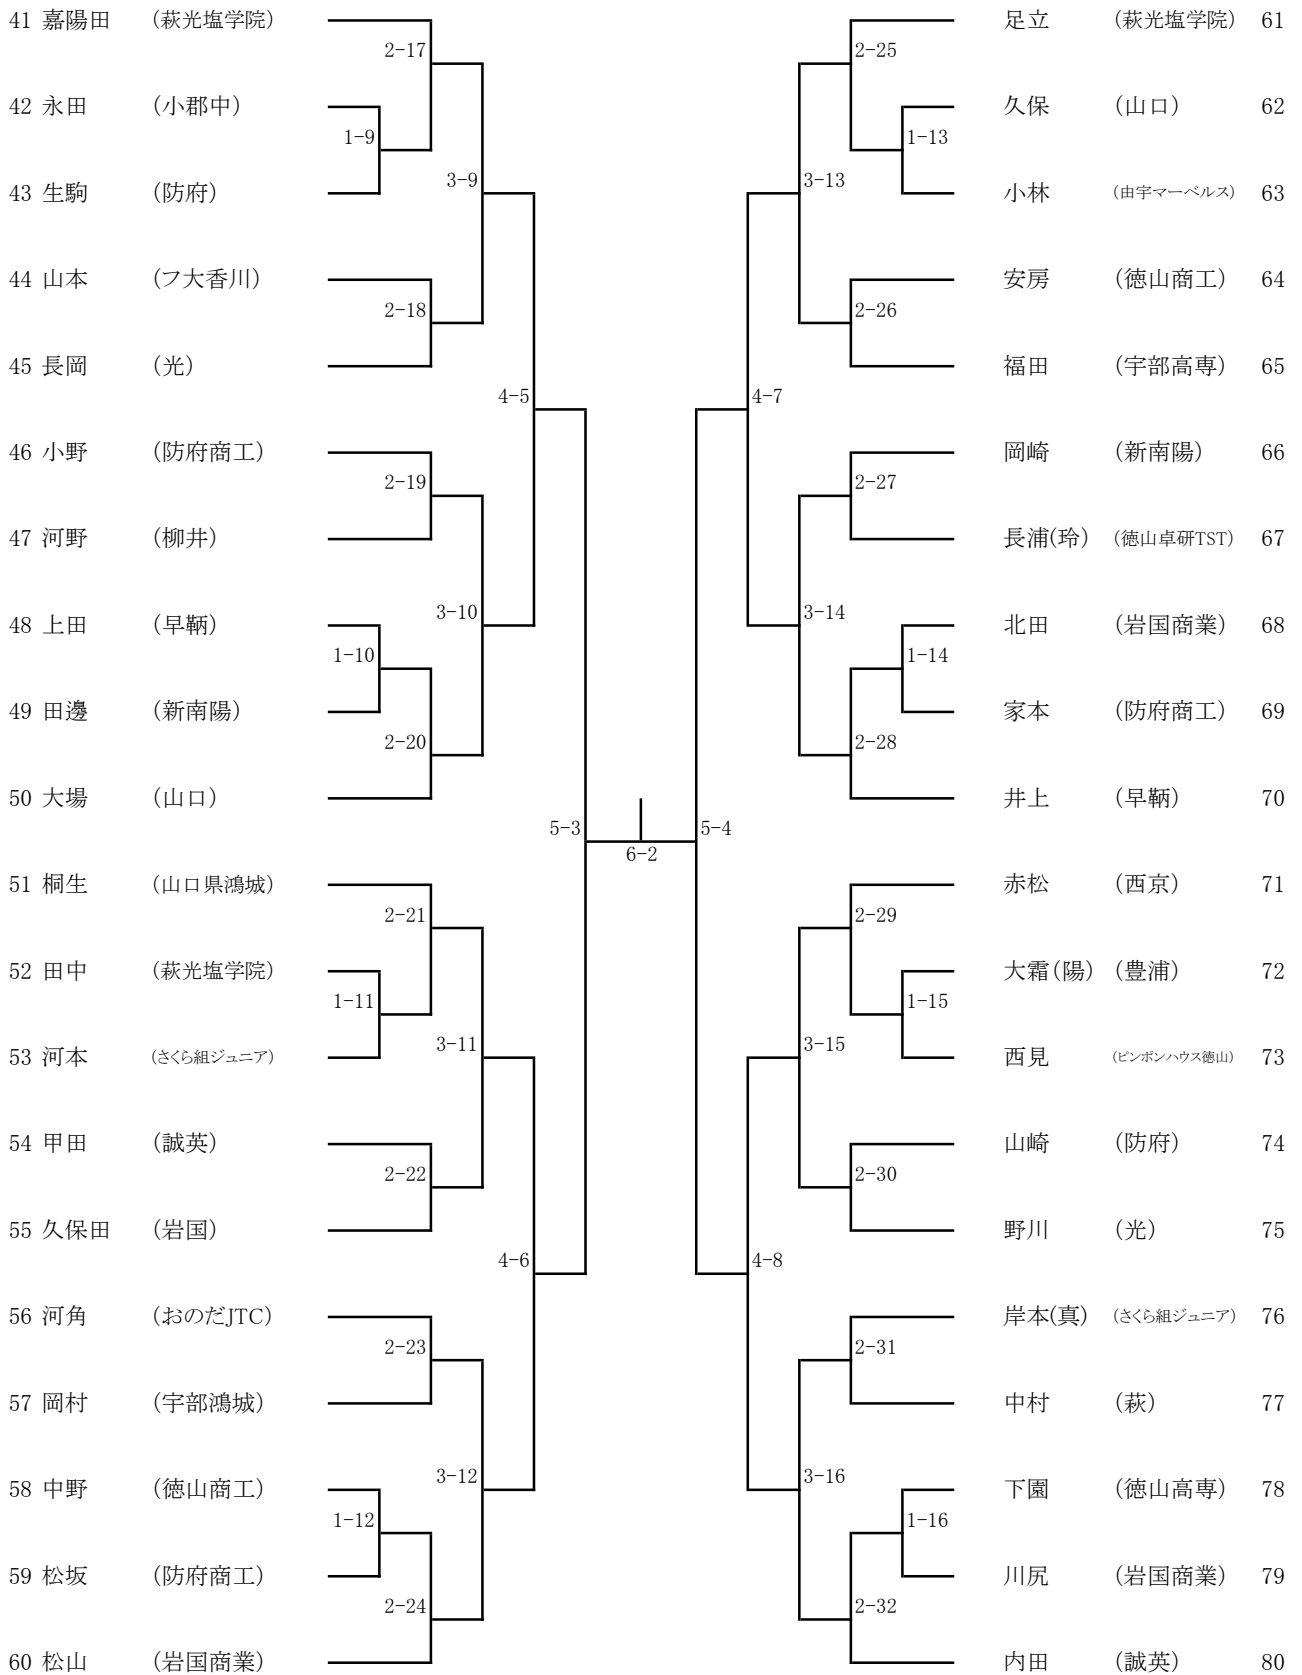 41 嘉陽田 (萩光塩学院)
2-17
42 永田 (小郡中)
1-9
43 生駒 (防府)
3-9
44 山本 (フ大香川)
2-18
45 長岡 (光)
4-5
46 小野 (防府商工)
2-19
47 河野 (柳井)
3-10
48 上田 (早鞆)
1-10
49 田邊 (新南陽)
2-20
50 大場 (山口)
5-3
51 桐生 (山口県鴻城)
2-21
52 田中 (萩光塩学院)
1-11
53 河本 (さくら組ジュニア)
3-11
54 甲田 (誠英)
2-22
55 久保田 (岩国)
4-6
56 河角 (おのだJTC)
2-23
57 岡村 (宇部鴻城)
3-12
58 中野 (徳山商工)
1-12
59 松坂 (防府商工)
2-24
60 松山 (岩国商業)
6-2
足立 (萩光塩学院) 61
2-25
久保 (山口) 62
1-13
小林 (由宇マーベルス) 63
3-13
安房 (徳山商工) 64
2-26
福田 (宇部高専) 65
4-7
岡崎 (新南陽) 66
2-27
長浦(玲) (徳山卓研TST) 67
3-14
北田 (岩国商業) 68
1-14
家本 (防府商工) 69
2-28
井上 (早鞆) 70
5-4
赤松 (西京) 71
2-29
大霜(陽) (豊浦) 72
1-15
西見 (ピンポンハウス徳山) 73
3-15
山崎 (防府) 74
2-30
野川 (光) 75
4-8
岸本(真) (さくら組ジュニア) 76
2-31
中村 (萩) 77
3-16
下園 (徳山高専) 78
1-16
川尻 (岩国商業) 79
2-32
内田 (誠英) 80